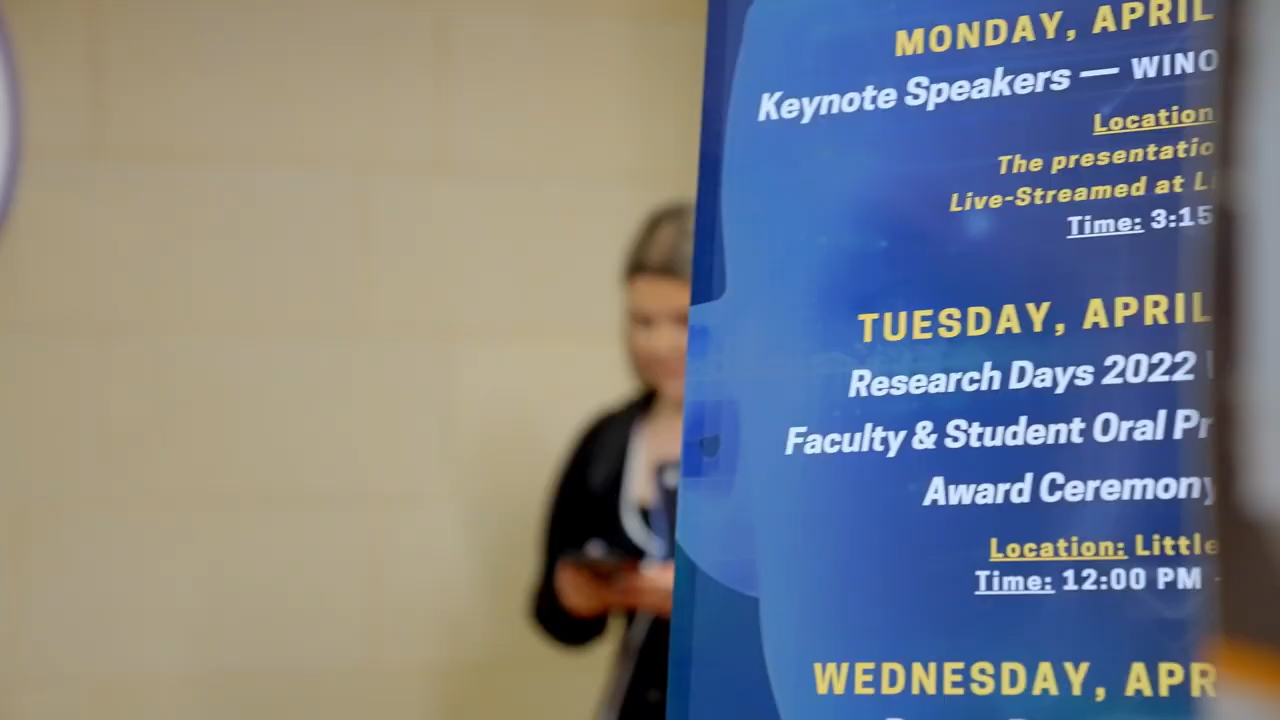 MONDAY, APRIL
Keynote Speakers — WINO
Location
The presentatio
Live-Streamed at Li
Time: 3:15
TUESDAY, APRIL
Research Days 2022
Faculty & Student Oral Pr
Award Ceremony
Location: Little
Time: 12:00 PM -
WEDNESDAY, APR